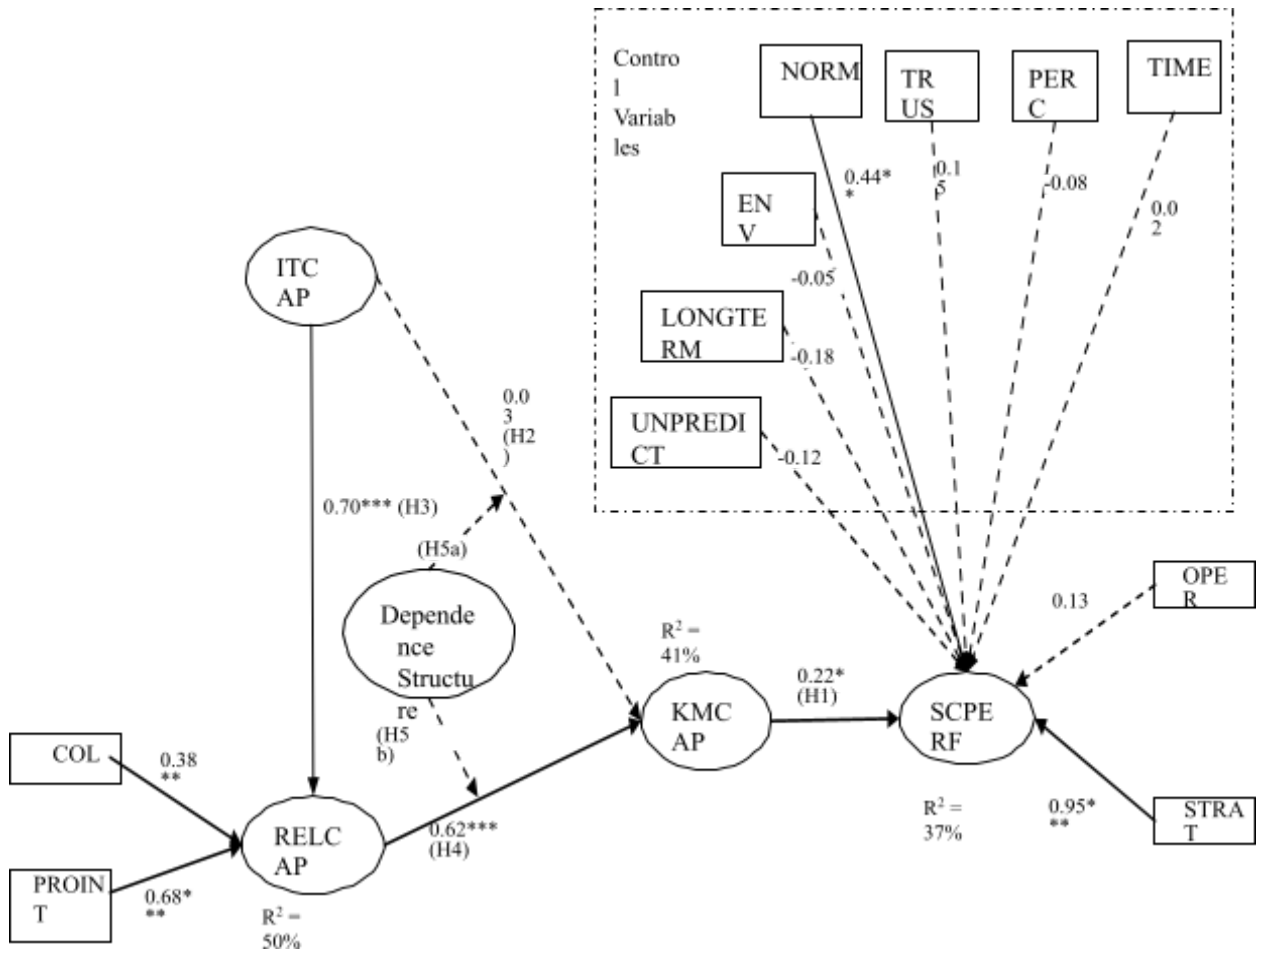 Contro
l
Variab
les
NORM
TR
US
PER
C
TIME
0.44*
*
0.1
5
-0.08
0.0
2
EN
V
-0.05
ITC
AP
LONGTE
RM
-0.18
0.0
3
(H2
)
UNPREDI
CT
-0.12
0.70*** (H3)
(H5a)
Depende
nce
Structu
re
(H5
b)
R² =
41%
KMC
AP
0.22*
(H1)
SCPE
RF
R² =
37%
0.13
OPE
R
0.95*
**
STRA
T
COL
0.38
**
PROIN
T
0.68*
**
RELC
AP
R² =
50%
0.62***
(H4)